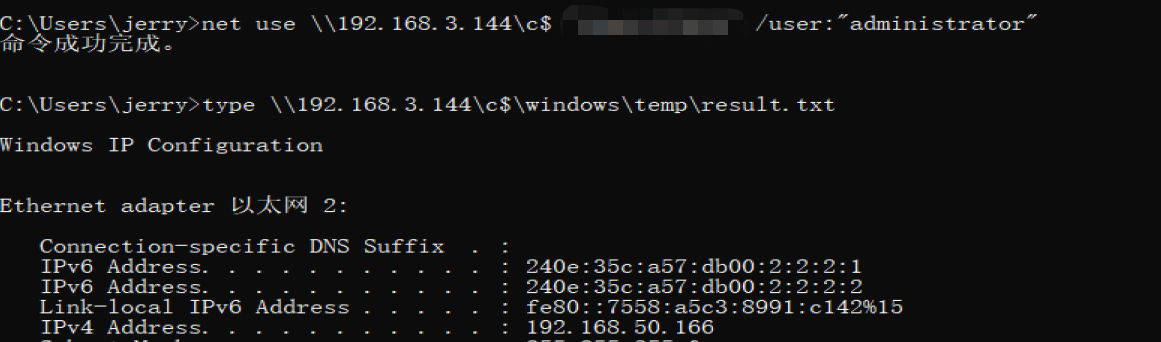 C:\Users\jerry>net use \\192.168.3.144\c$ /user:"administrator"
命令成功完成。
C:\Users\jerry>type \\192.168.3.144\c$\windows\temp\result.txt
Windows IP Configuration
Ethernet adapter 以太网 2:
Connection-specific DNS Suffix . :
IPv6 Address. . . . . . . . . . . : 240e:35c:a57:db00:2:2:2:1
IPv6 Address. . . . . . . . . . . : 240e:35c:a57:db00:2:2:2:2
Link-local IPv6 Address . . . . . : fe80::7558:a5c3:8991:c142%15
IPv4 Address. . . . . . . . . . . : 192.168.50.166